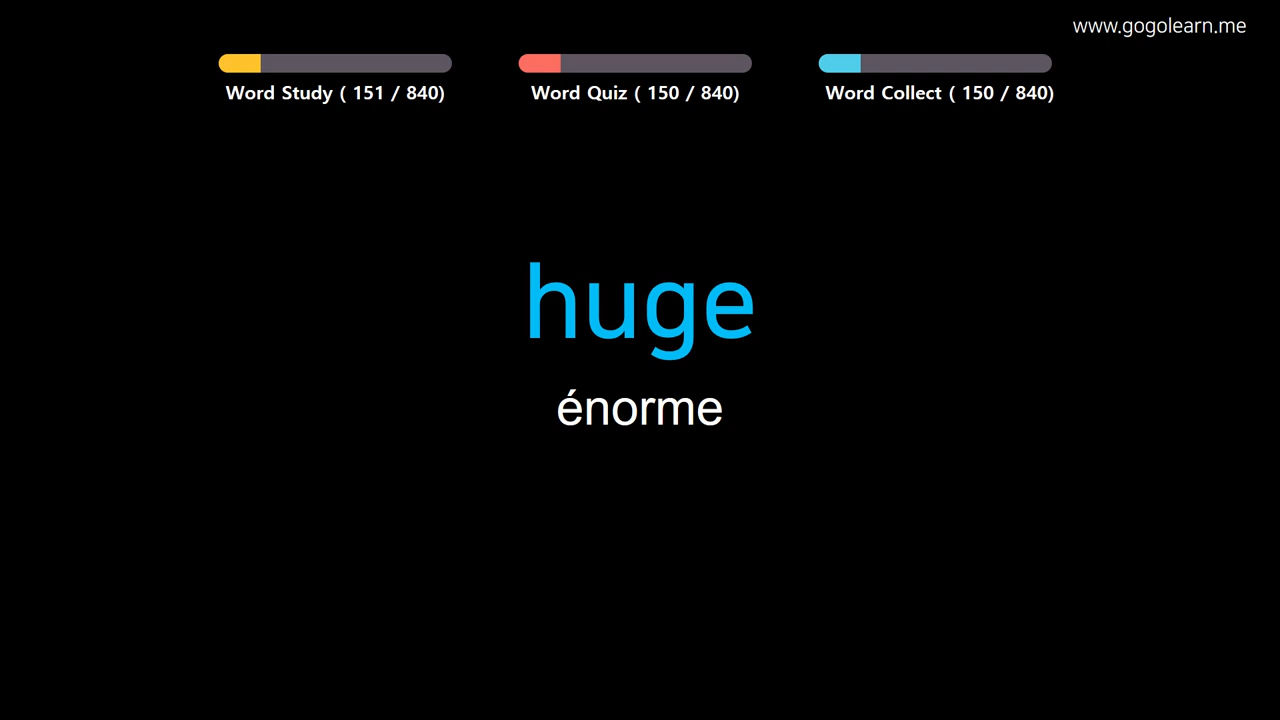 www.gogolearn.me
Word Study ( 151 / 840)
Word Quiz ( 150 / 840)
Word Collect ( 150 / 840)
huge
énorme